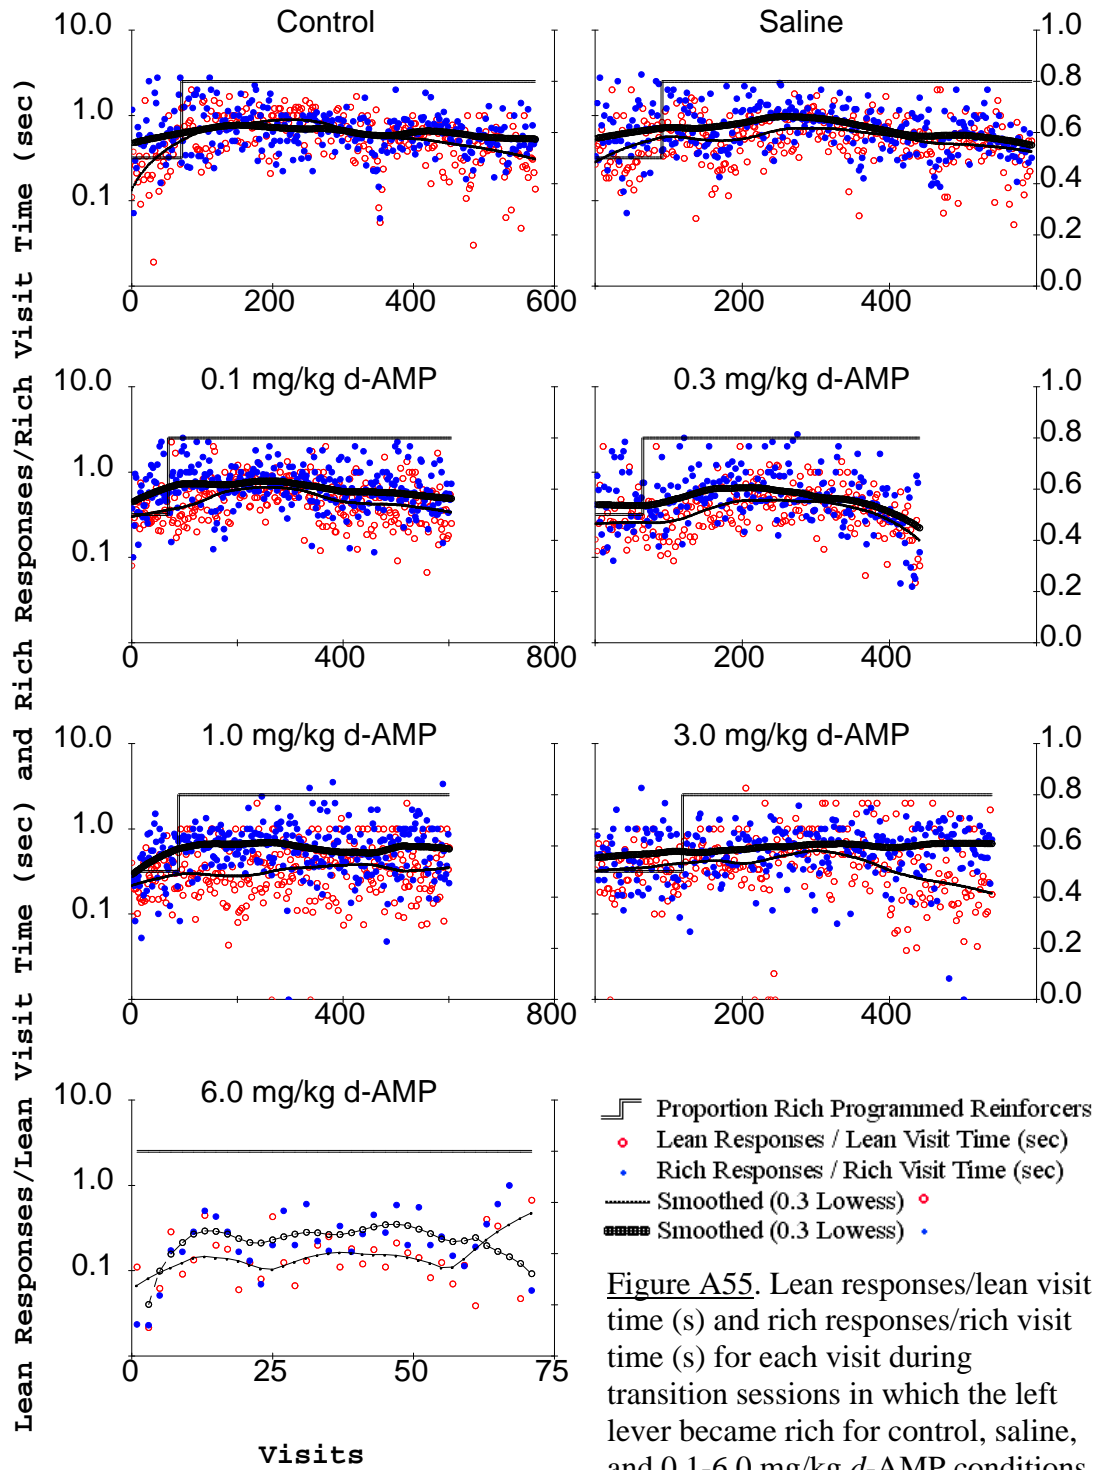 Lean Responses/Lean Visit Time (sec) and Rich Responses/Rich Visit Time (sec)
Control
Saline
10.0
1.0
0.1
0
200
400
600
200
400
1.0
0.8
0.6
0.4
0.2
0.0
0.1 mg/kg d-AMP
0.3 mg/kg d-AMP
10.0
1.0
0.1
0
400
800
200
400
1.0
0.8
0.6
0.4
0.2
0.0
1.0 mg/kg d-AMP
3.0 mg/kg d-AMP
10.0
1.0
0.1
0
400
800
200
400
1.0
0.8
0.6
0.4
0.2
0.0
6.0 mg/kg d-AMP
10.0
1.0
0.1
0
25
50
75
Visits
Proportion Rich Programmed Reinforcers
Lean Responses / Lean Visit Time (sec)
Rich Responses / Rich Visit Time (sec)
Smoothed (0.3 Lowess)
Smoothed (0.3 Lowess)
Figure A55. Lean responses/lean visit
time (s) and rich responses/rich visit
time (s) for each visit during
transition sessions in which the left
lever became rich for control, saline,
and 0.1-6.0 mg/kg d-AMP conditions